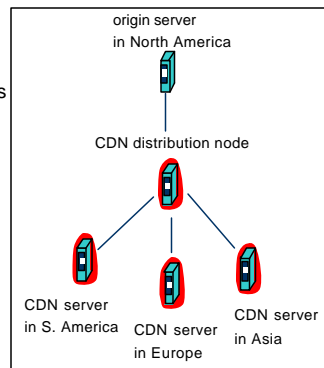 origin server
in North America
s
CDN distribution node
CDN server
in S. America
CDN server
in Europe
CDN server
in Asia